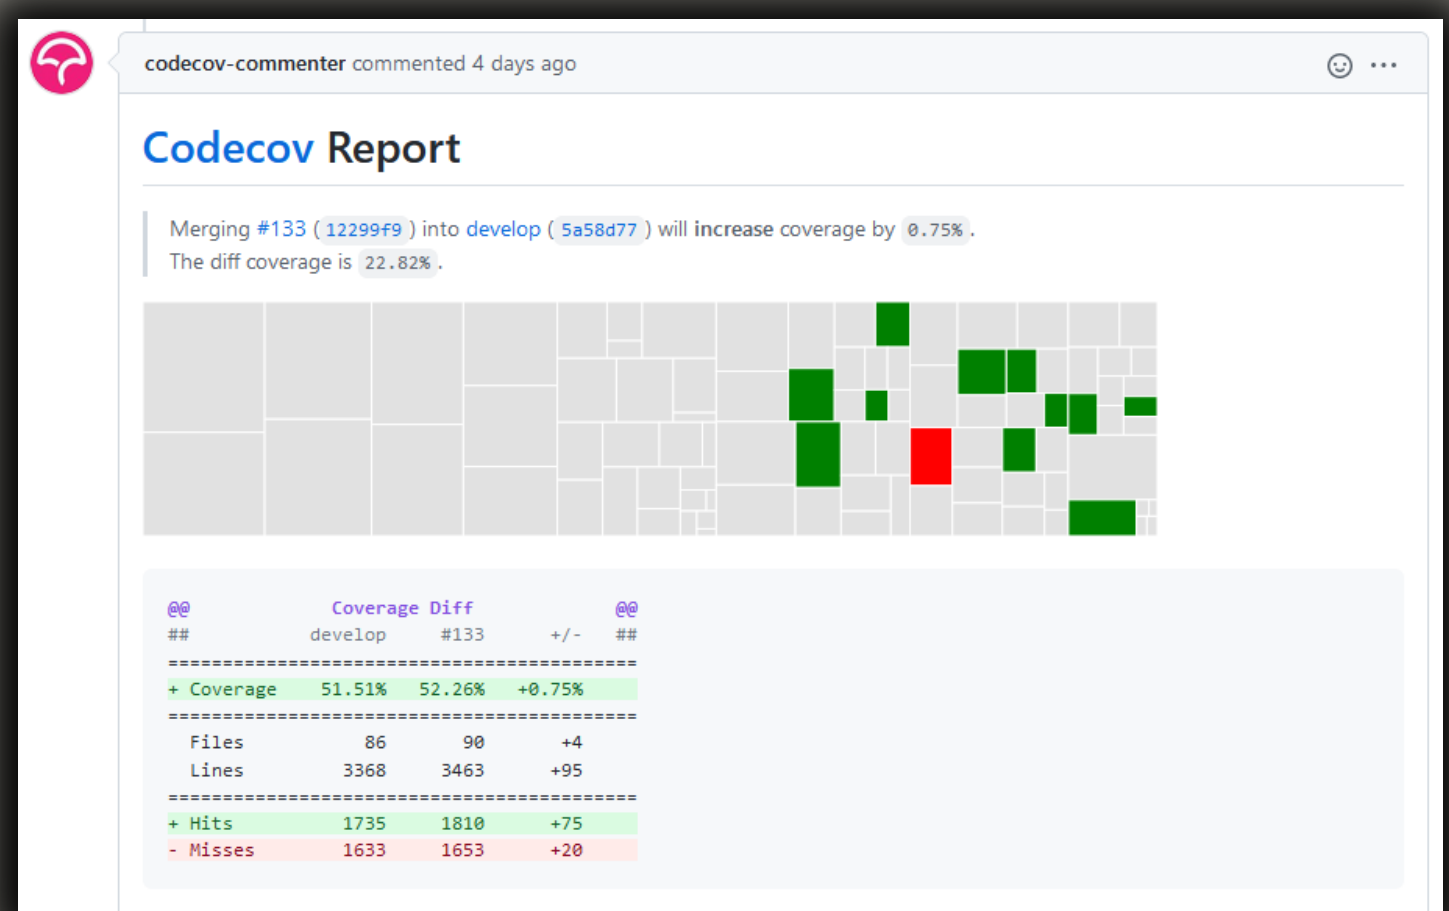 codecov-commenter commented 4 days ago
Codecov Report
Merging #133 (12299f9) into develop (5a58d77) will increase coverage by 0.75%.
The diff coverage is 22.82%.
@@ Coverage Diff @@
## develop #133 +/- ##
===========================================
+ Coverage 51.51% 52.26% +0.75%
===========================================
Files 86 90 +4
Lines 3368 3463 +95
===========================================
+ Hits 1735 1810 +75
- Misses 1633 1653 +20